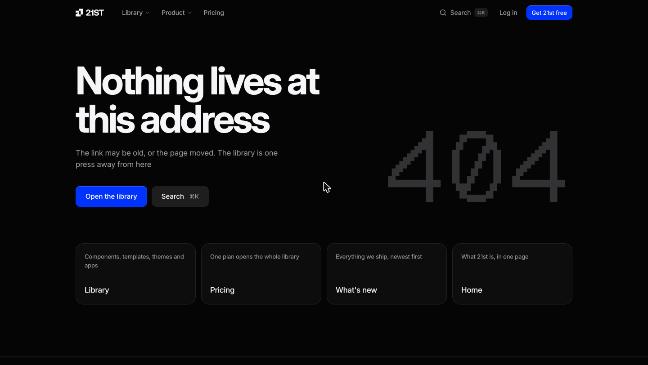 21ST
Library
Product
Pricing
Search ⌘K
Log in
Get 21st free
Nothing lives at
this address
The link may be old, or the page moved. The library is one
press away from here
Open the library
Search ⌘K
404
Components, templates, themes and
apps
Library
One plan opens the whole library
Pricing
Everything we ship, newest first
What's new
What 21st is, in one page
Home